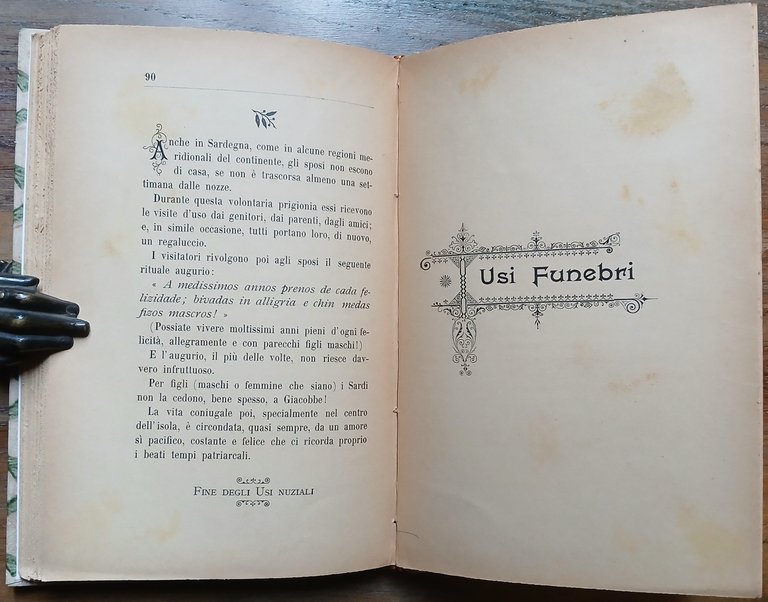 90
Anche in Sardegna, come in alcune regioni me-
ridionali del continente, gli sposi non escono
di casa, se non è trascorsa almeno una set-
timana dalle nozze.
Durante questa volontaria prigionia essi ricevono
le visite d'uso dai genitori, dai parenti, dagli amici;
e, in simile occasione, tutti portano loro, di nuovo,
un regaluccio.
I visitatori rivolgono poi agli sposi il seguente
rituale augurio:
« A medissimos annos prenos de cada fe-
lizidade; bivadas in alligria e chin medas
fizos mascros! »
(Possiate vivere moltissimi anni pieni d'ogni fe-
licità, allegramente e con parecchi figli maschi!)
E l'augurio, il più delle volte, non riesce dav-
vero infruttuoso.
Per figli (maschi o femmine che siano) i Sardi
non la cedono, bene spesso, a Giacobbe!
La vita coniugale poi, specialmente nel centro
dell'isola, è circondata, quasi sempre, da un amore
sì pacifico, costante e felice che ci ricorda proprio
i beati tempi patriarcali.
Fine degli Usi nuziali
Usi Funebri